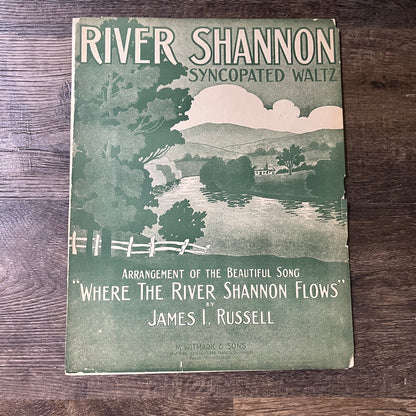 RIVER SHANNON
SYNCOPATED WALTZ
ARRANGEMENT OF THE BEAUTIFUL SONG
"WHERE THE RIVER SHANNON FLOWS"
BY
JAMES I. RUSSELL
M. WITMARK & SONS